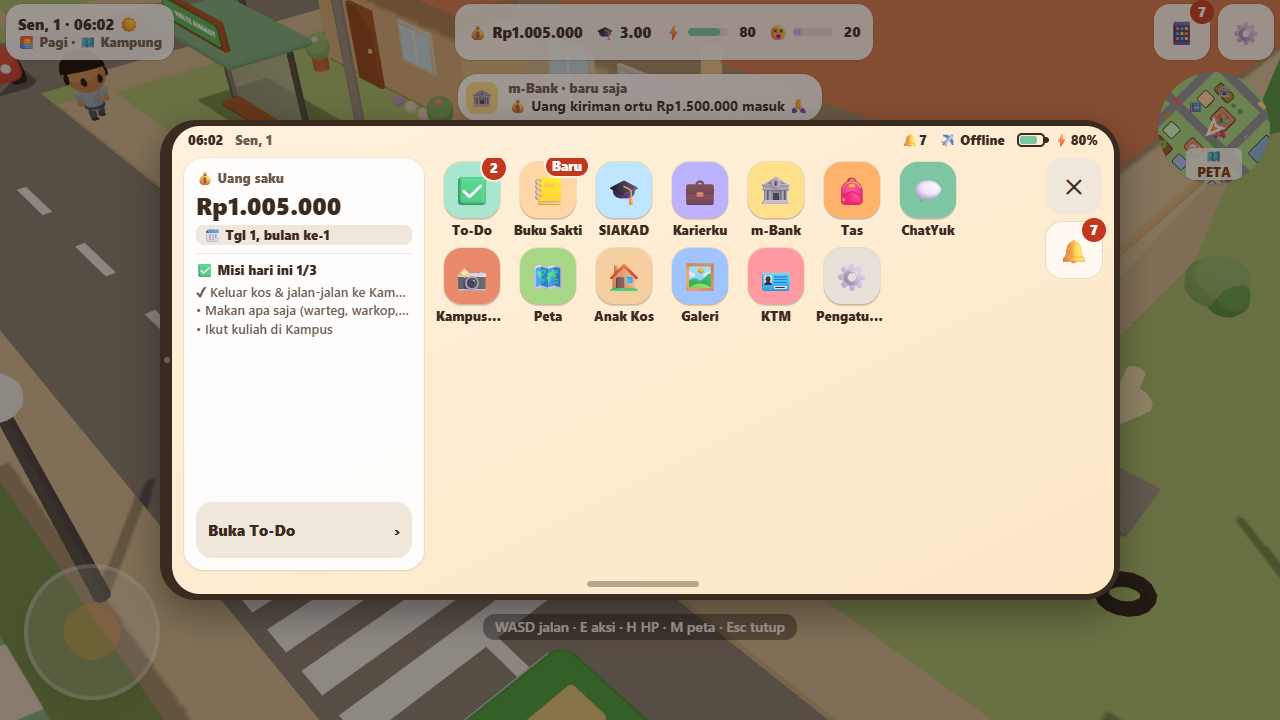 Sen, 1 · 06:02
Pagi · Kampung
HALTE ANGKOT
Rp1.005.000
3.00
80
20
7
m-Bank · baru saja
Uang kiriman ortu Rp1.500.000 masuk
PETA
06:02 Sen, 1
7 Offline 80%
Uang saku
Rp1.005.000
Tgl 1, bulan ke-1
Misi hari ini 1/3
✓ Keluar kos & jalan-jalan ke Kam...
• Makan apa saja (warteg, warkop,...
• Ikut kuliah di Kampus
Buka To-Do ›
2
Baru
To-Do
Buku Sakti
SIAKAD
Karierku
m-Bank
Tas
ChatYuk
Kampus...
Peta
Anak Kos
Galeri
KTM
Pengatu...
7
WASD jalan · E aksi · H HP · M peta · Esc tutup